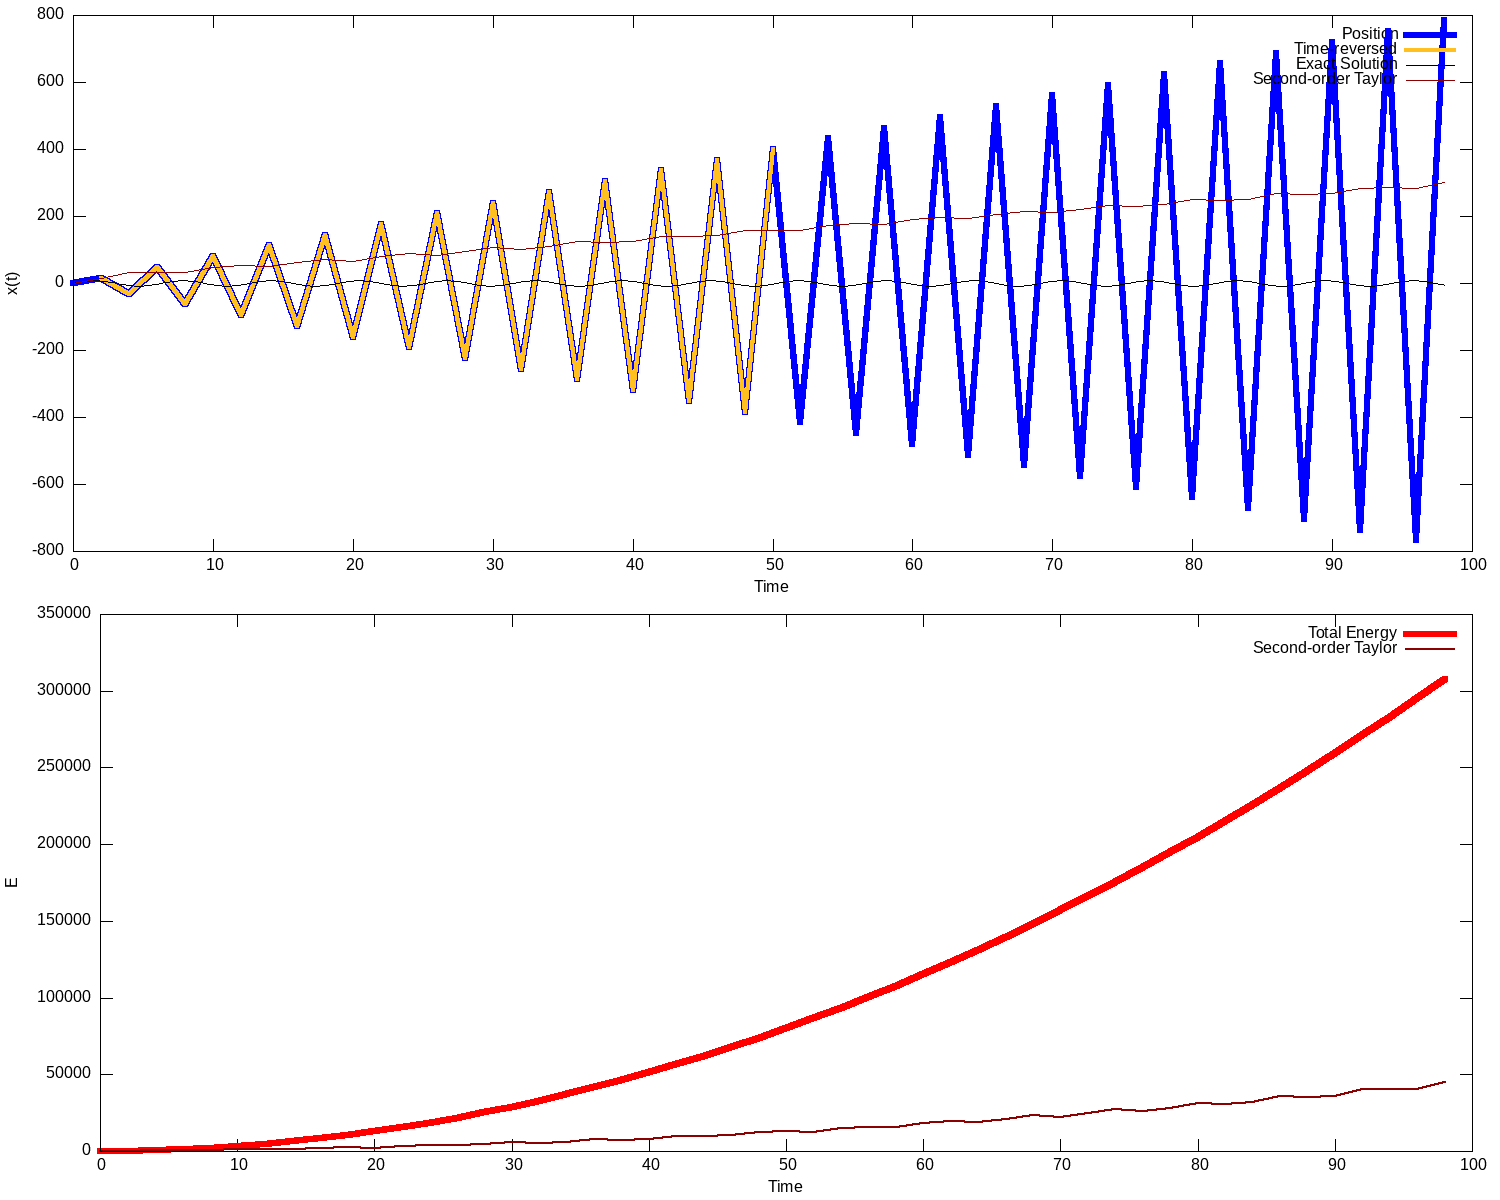 800
600
400
200
0
-200
-400
-600
-800
x(t)
Position
Time-reversed
Exact Solution
Second-order Taylor
0 10 20 30 40 50 60 70 80 90 100
Time
350000
300000
250000
200000
150000
100000
50000
0
E
Total Energy
Second-order Taylor
0 10 20 30 40 50 60 70 80 90 100
Time